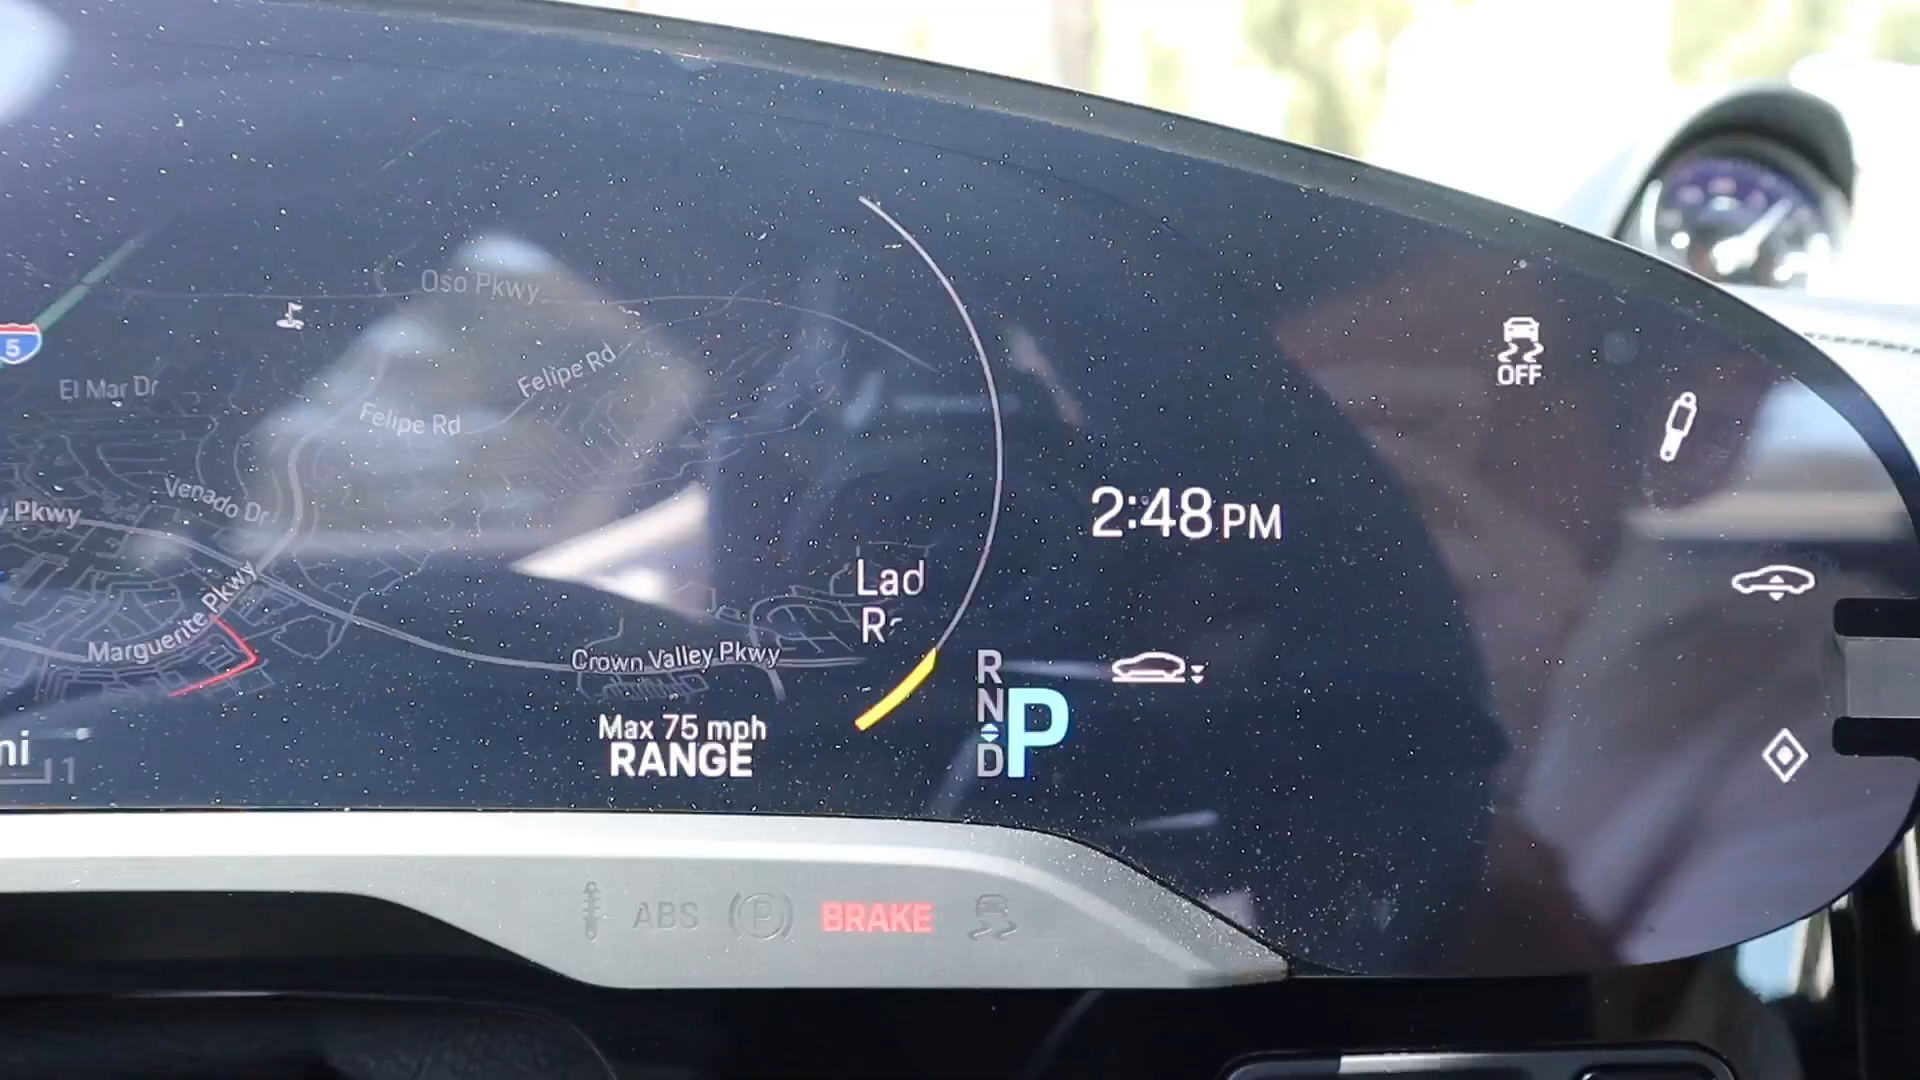 Oso Pkwy
5
El Mar Dr
Felipe Rd
Felipe Rd
OFF
Venado Dr
y Pkwy
2:48 PM
Lad
Marguerite Pkwy
Crown Valley Pkwy
R
N
D
P
Max 75 mph
RANGE
mi
1
ABS
P
BRAKE